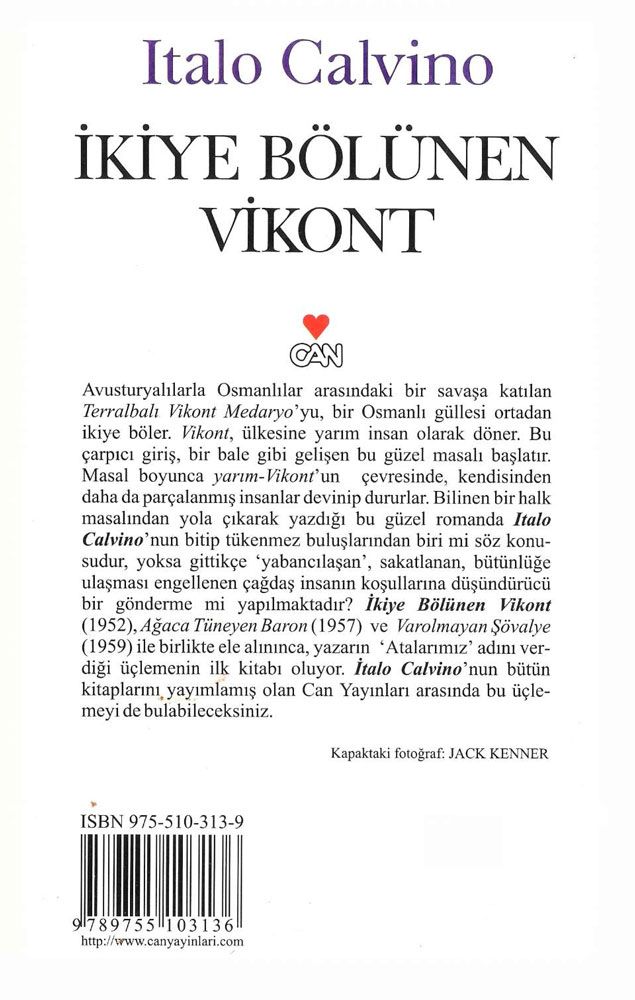 Italo Calvino
İKİYE BÖLÜNEN
VİKONT
CAN
Avusturyalılarla Osmanlılar arasındaki bir savaşa katılan
Terralbalı Vikont Medaryo'yu, bir Osmanlı güllesi ortadan
ikiye böler. Vikont, ülkesine yarım insan olarak döner. Bu
çarpıcı giriş, bir bale gibi gelişen bu güzel masalı başlatır.
Masal boyunca yarım-Vikont'un çevresinde, kendisinden
daha da parçalanmış insanlar devinip dururlar. Bilinen bir halk
masalından yola çıkarak yazdığı bu güzel romanda Italo
Calvino'nun bitip tükenmez buluşlarından biri mi söz konu-
sudur, yoksa gittikçe 'yabancılaşan', sakatlanan, bütünlüğe
ulaşması engellenen çağdaş insanın koşullarına düşündürücü
bir gönderme mi yapılmaktadır? İkiye Bölünen Vikont
(1952), Ağaca Tüneyen Baron (1957) ve Varolmayan Şövalye
(1959) ile birlikte ele alınınca, yazarın 'Atalarımız' adını ver-
diği üçlemenin ilk kitabı oluyor. İtalo Calvino'nun bütün
kitaplarını yayımlamış olan Can Yayınları arasında bu üçle-
meyi de bulabileceksiniz.
Kapaktaki fotoğraf: JACK KENNER
ISBN 975-510-313-9
9 789755 103136
http://www.canyayinlari.com